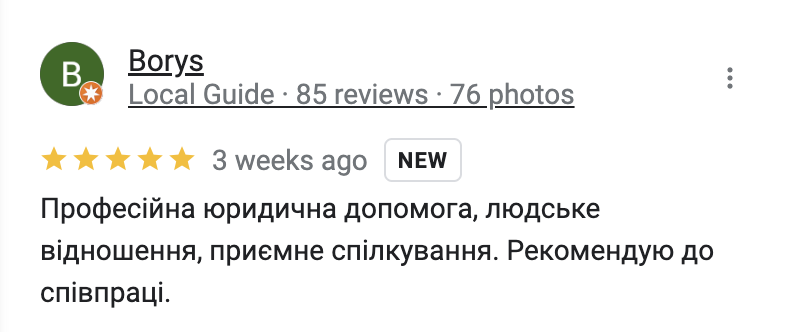 B
Borys
Local Guide · 85 reviews · 76 photos
3 weeks ago NEW
Професійна юридична допомога, людське
відношення, приємне спілкування. Рекомендую до
співпраці.